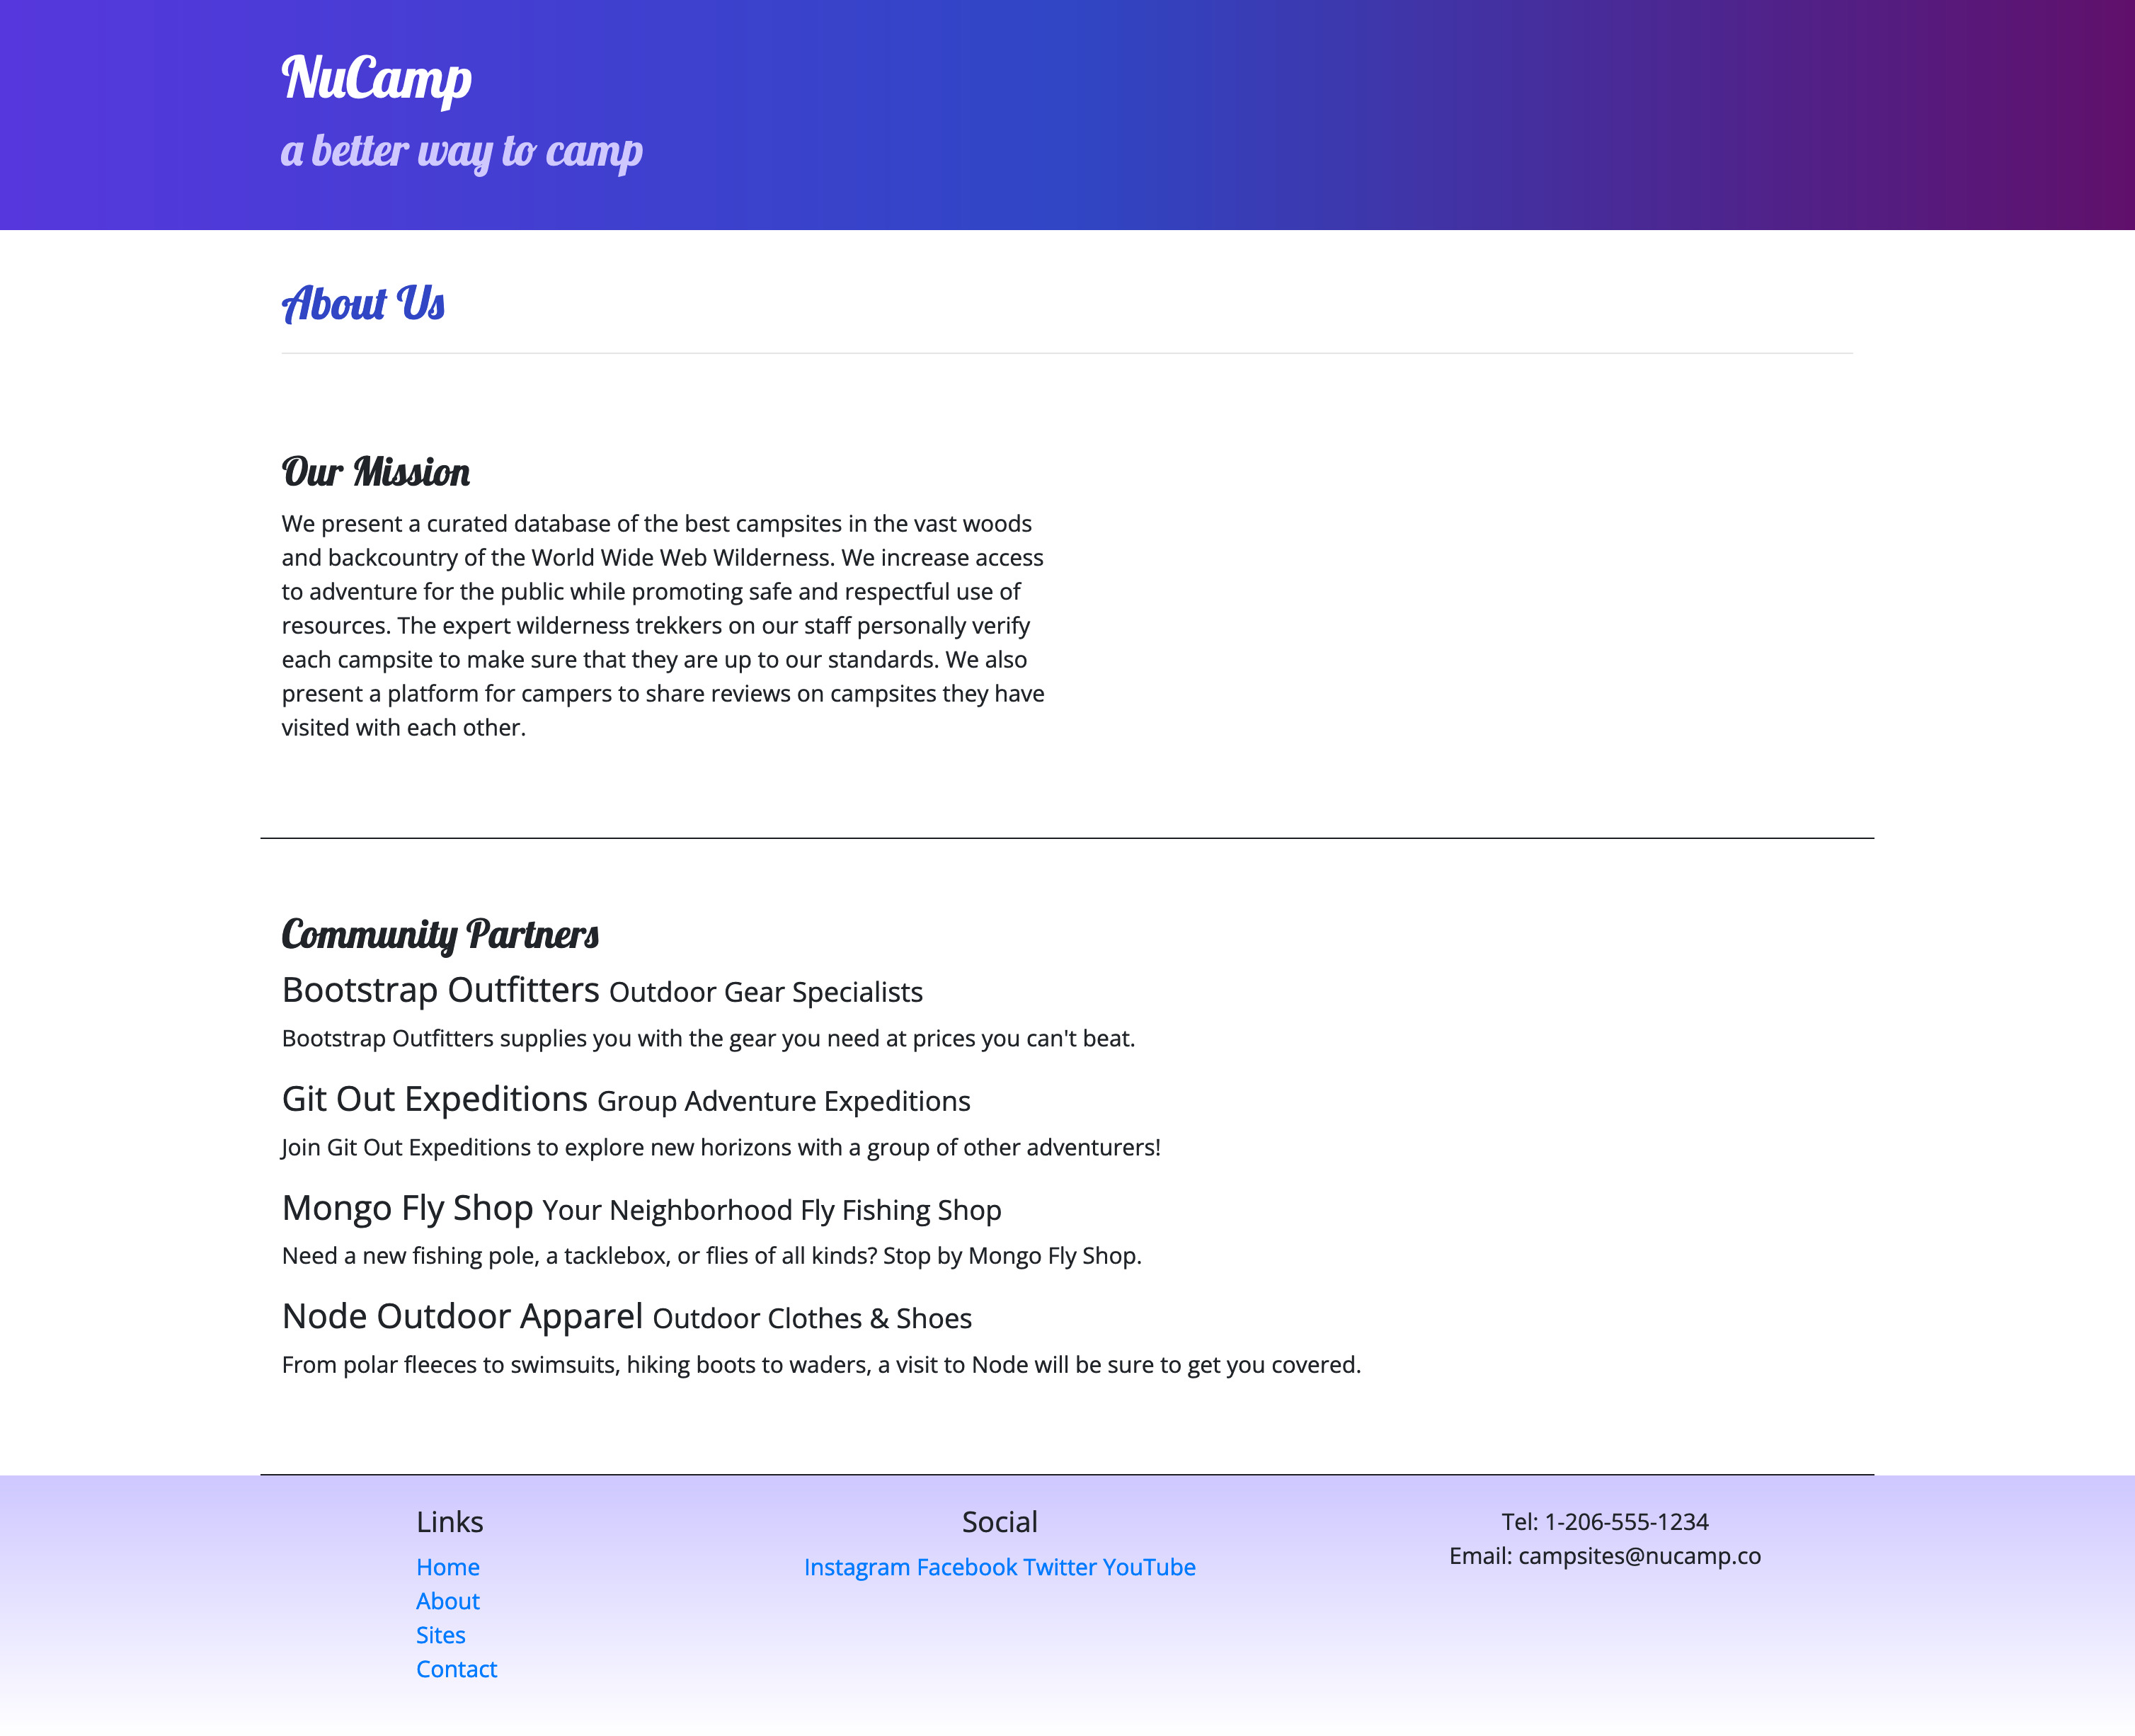 NuCamp
a better way to camp
About Us
Our Mission
We present a curated database of the best campsites in the vast woods
and backcountry of the World Wide Web Wilderness. We increase access
to adventure for the public while promoting safe and respectful use of
resources. The expert wilderness trekkers on our staff personally verify
each campsite to make sure that they are up to our standards. We also
present a platform for campers to share reviews on campsites they have
visited with each other.
Community Partners
Bootstrap Outfitters Outdoor Gear Specialists
Bootstrap Outfitters supplies you with the gear you need at prices you can't beat.
Git Out Expeditions Group Adventure Expeditions
Join Git Out Expeditions to explore new horizons with a group of other adventurers!
Mongo Fly Shop Your Neighborhood Fly Fishing Shop
Need a new fishing pole, a tacklebox, or flies of all kinds? Stop by Mongo Fly Shop.
Node Outdoor Apparel Outdoor Clothes & Shoes
From polar fleeces to swimsuits, hiking boots to waders, a visit to Node will be sure to get you covered.
Links
Home
About
Sites
Contact
Social
Instagram Facebook Twitter YouTube
Tel: 1-206-555-1234
Email: campsites@nucamp.co